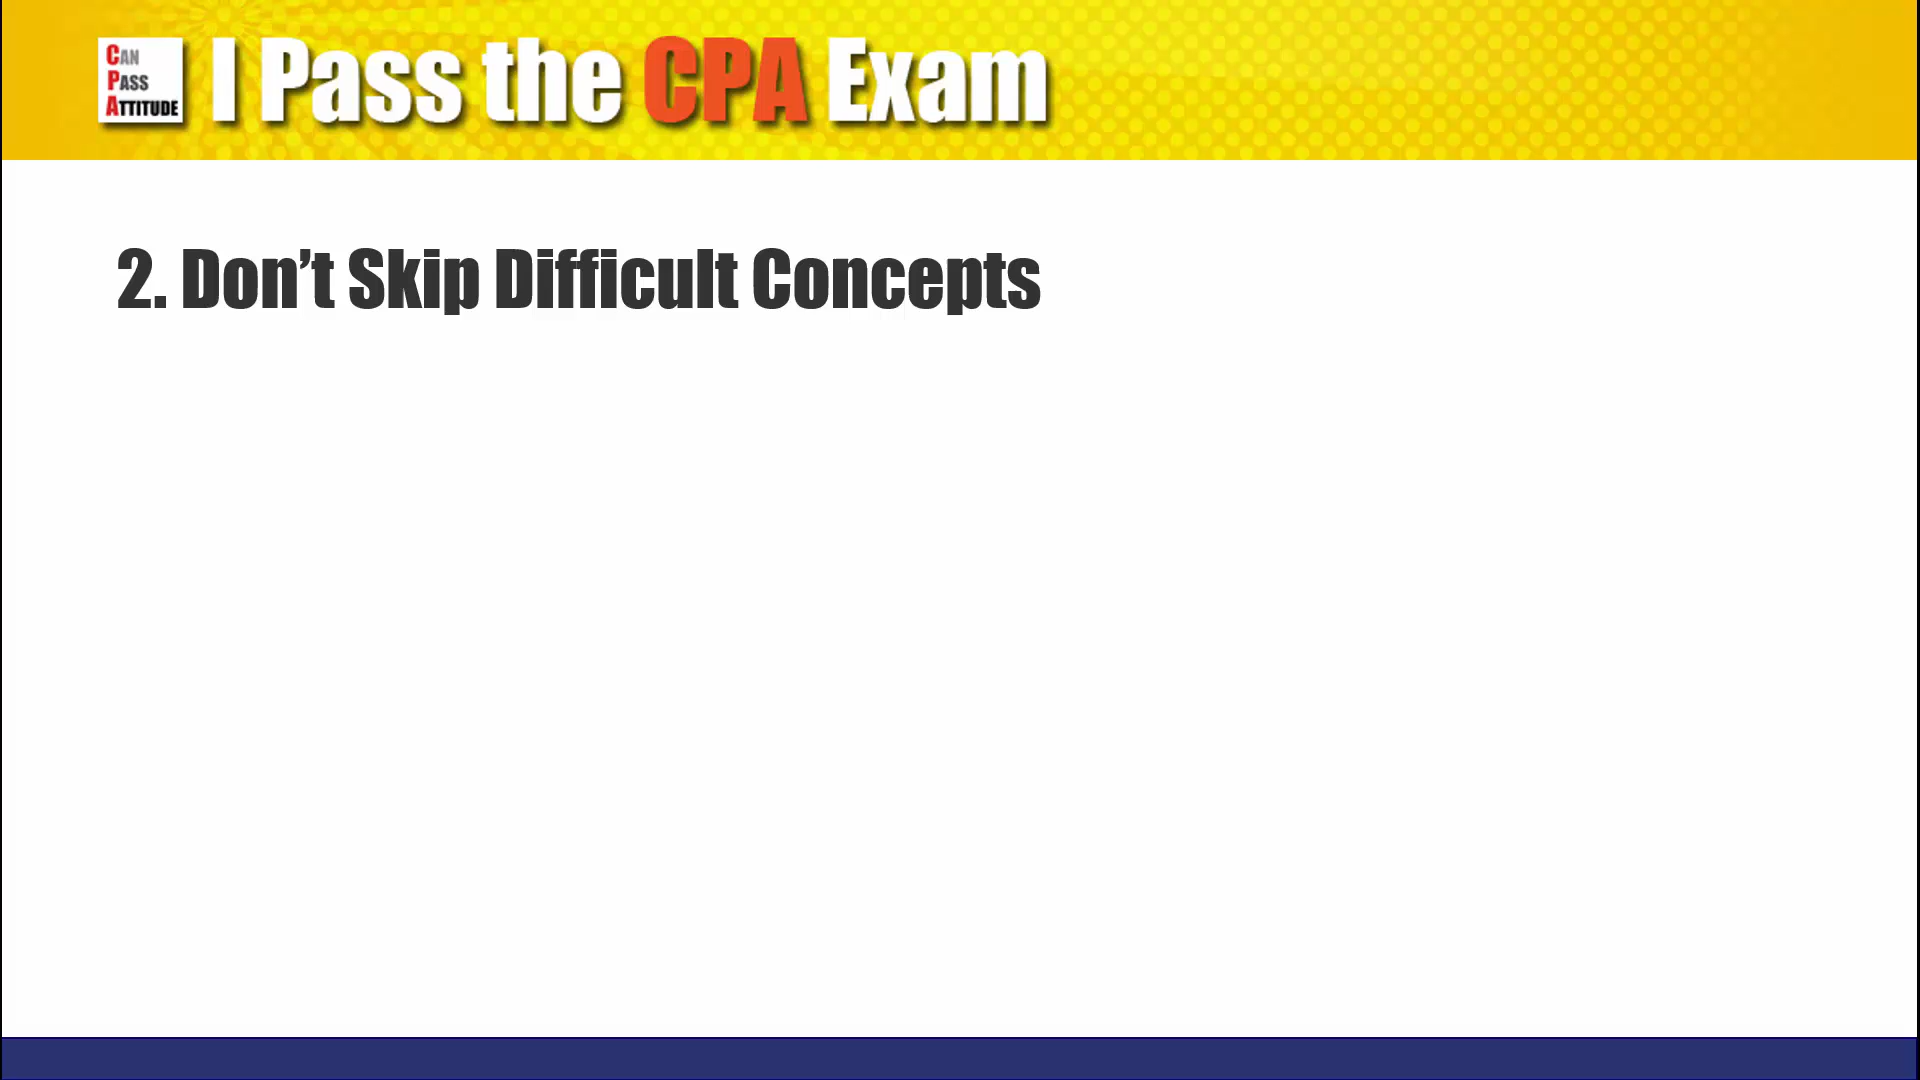 CAN
PASS
ATTITUDE
I Pass the CPA Exam
2. Don’t Skip Difficult Concepts